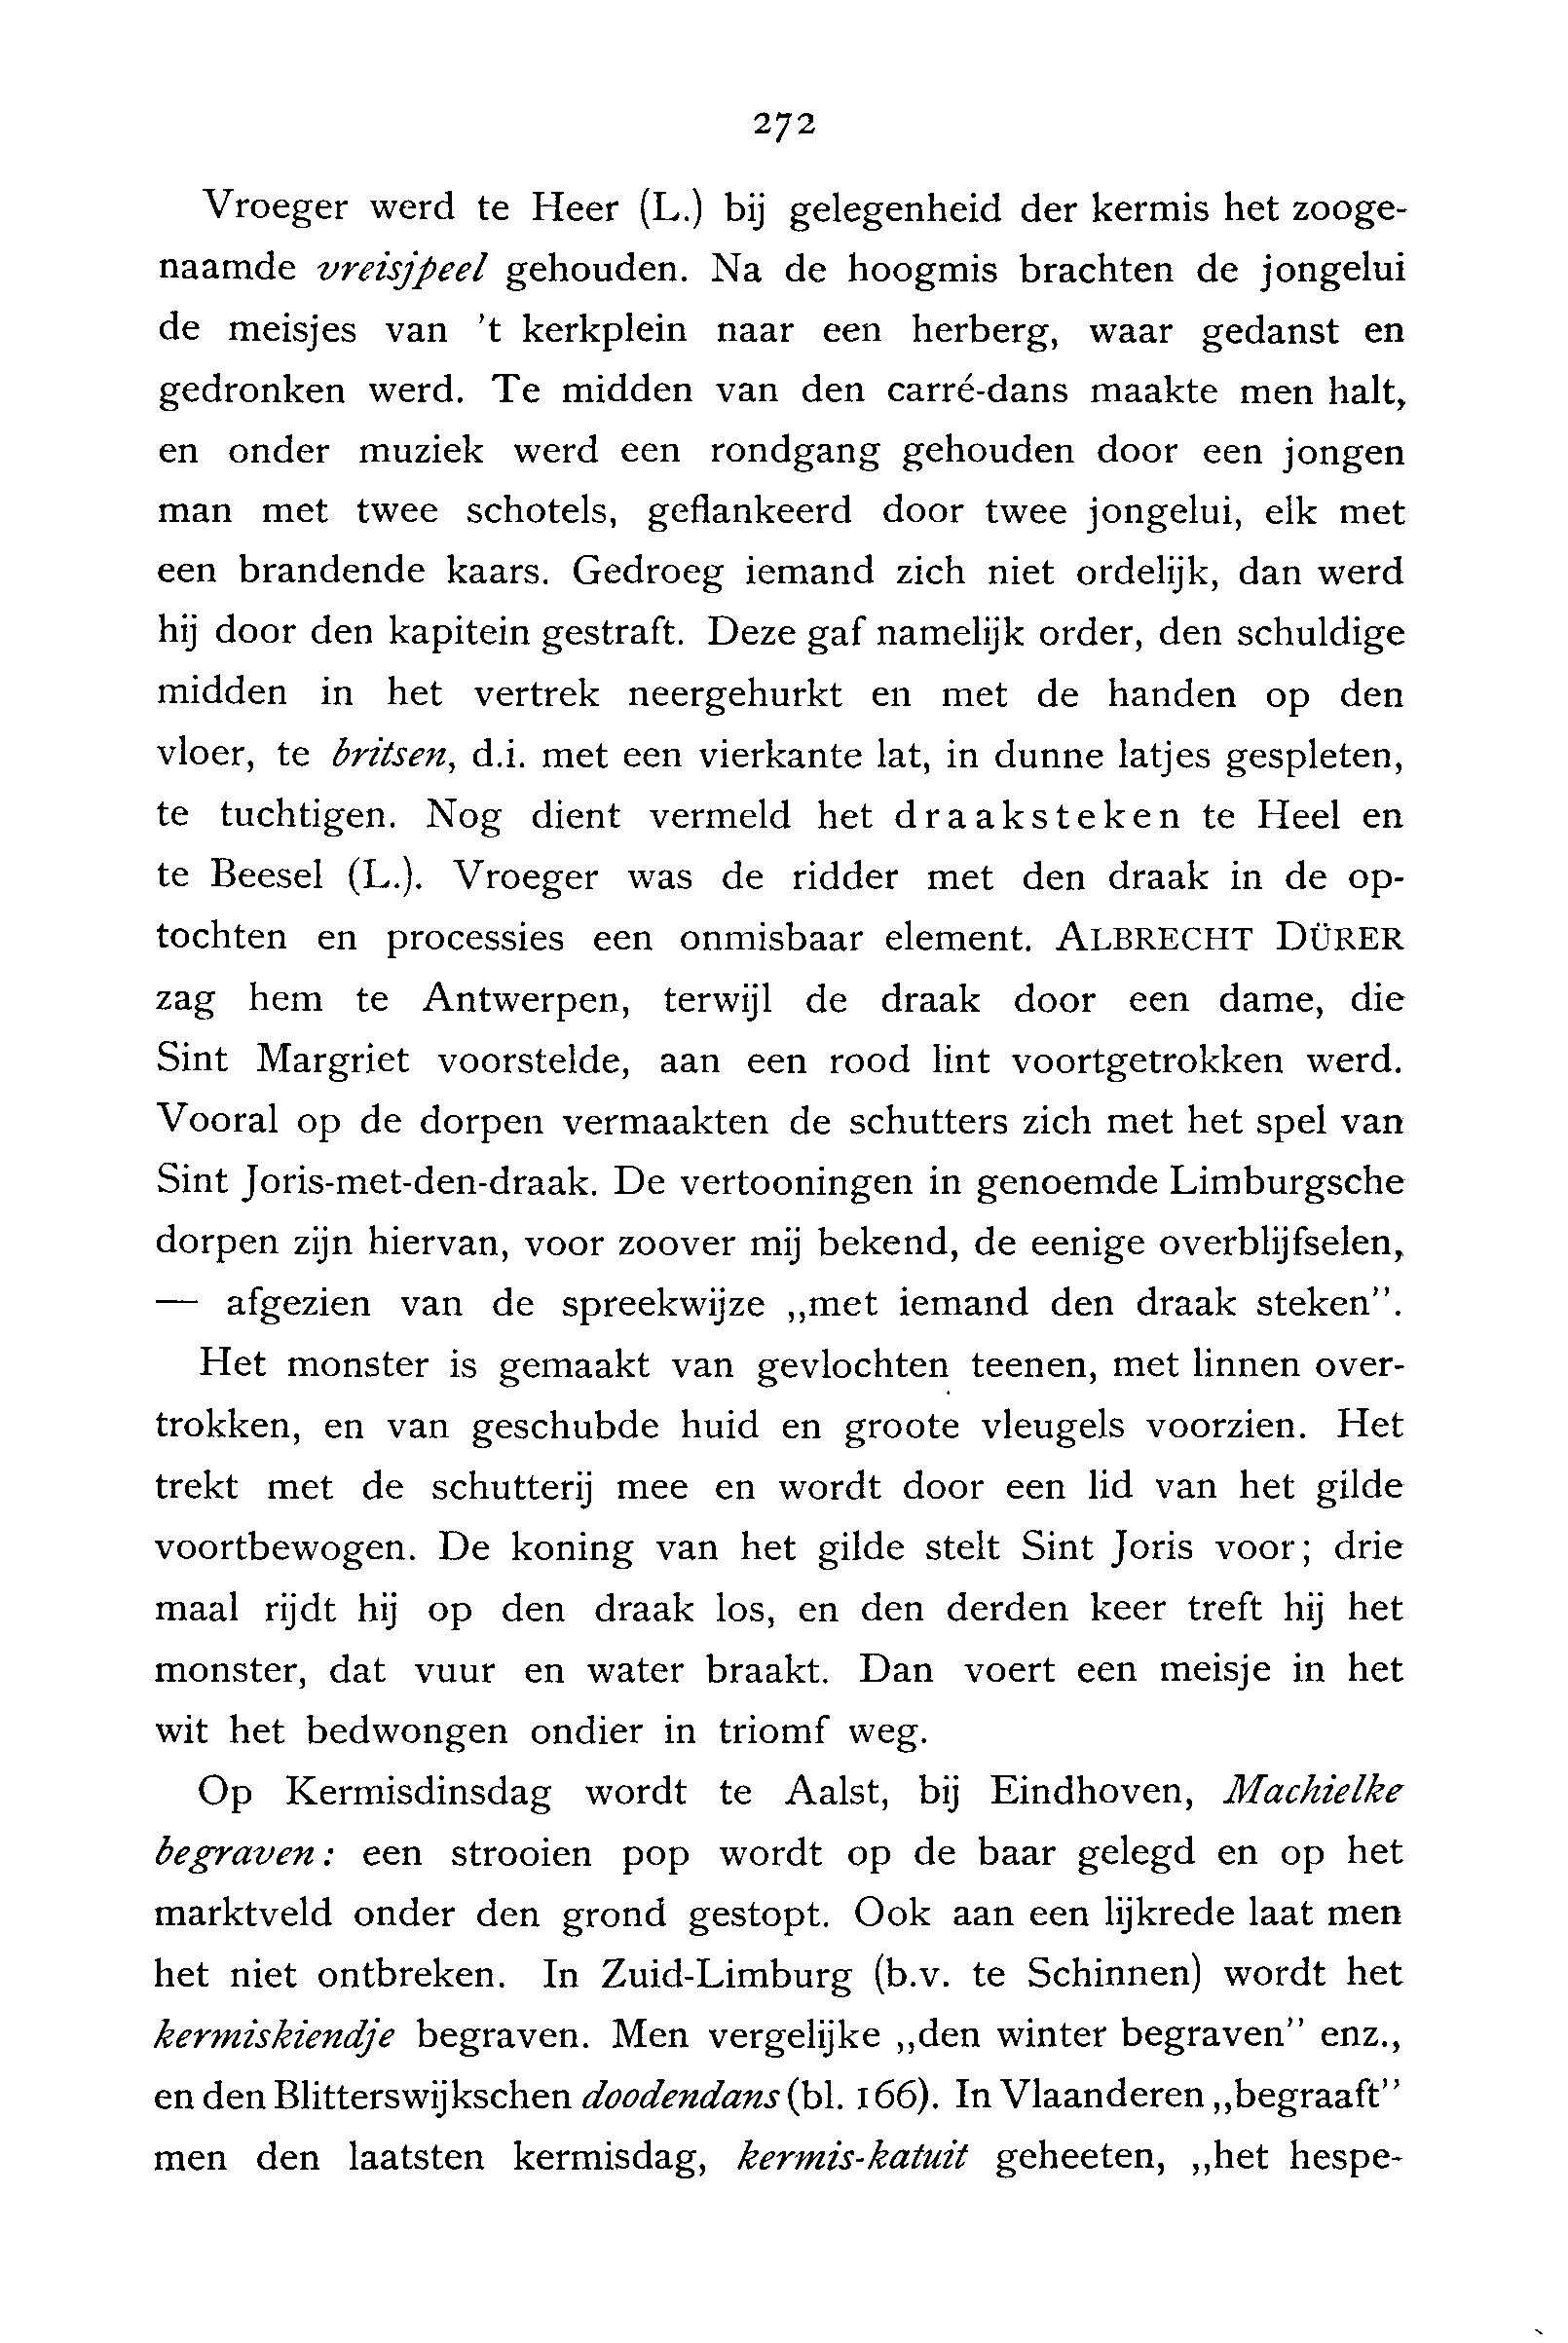 272
Vroeger werd te Heer (L.) bij gelegenheid der kermis het zooge-
naamde vreisjpeel gehouden. Na de hoogmis brachten de jongelui
de meisjes van 't kerkplein naar een herberg, waar gedanst en
gedronken werd. Te midden van den carré-dans maakte men halt,
en onder muziek werd een rondgang gehouden door een jongen
man met twee schotels, geflankeerd door twee jongelui, elk met
een brandende kaars. Gedroeg iemand zich niet ordelijk, dan werd
hij door den kapitein gestraft. Deze gaf namelijk order, den schuldige
midden in het vertrek neergehurkt en met de handen op den
vloer, te britsen, d.i. met een vierkante lat, in dunne latjes gespleten,
te tuchtigen. Nog dient vermeld het draaksteken te Heel en
te Beesel (L.). Vroeger was de ridder met den draak in de op-
tochten en processies een onmisbaar element. ALBRECHT DÜRER
zag hem te Antwerpen, terwijl de draak door een dame, die
Sint Margriet voorstelde, aan een rood lint voortgetrokken werd.
Vooral op de dorpen vermaakten de schutters zich met het spel van
Sint Joris-met-den-draak. De vertooningen in genoemde Limburgsche
dorpen zijn hiervan, voor zoover mij bekend, de eenige overblijfselen,
— afgezien van de spreekwijze „met iemand den draak steken”.
Het monster is gemaakt van gevlochten teenen, met linnen over-
trokken, en van geschubde huid en groote vleugels voorzien. Het
trekt met de schutterij mee en wordt door een lid van het gilde
voortbewogen. De koning van het gilde stelt Sint Joris voor; drie
maal rijdt hij op den draak los, en den derden keer treft hij het
monster, dat vuur en water braakt. Dan voert een meisje in het
wit het bedwongen ondier in triomf weg.
Op Kermisdinsdag wordt te Aalst, bij Eindhoven, Machielke
begraven: een strooien pop wordt op de baar gelegd en op het
marktveld onder den grond gestopt. Ook aan een lijkrede laat men
het niet ontbreken. In Zuid-Limburg (b.v. te Schinnen) wordt het
kermiskiendje begraven. Men vergelijke „den winter begraven” enz.,
en den Blitterswijkschen doodendans (bl. 166). In Vlaanderen „begraaft”
men den laatsten kermisdag, kermis-katuit geheeten, „het hespe-